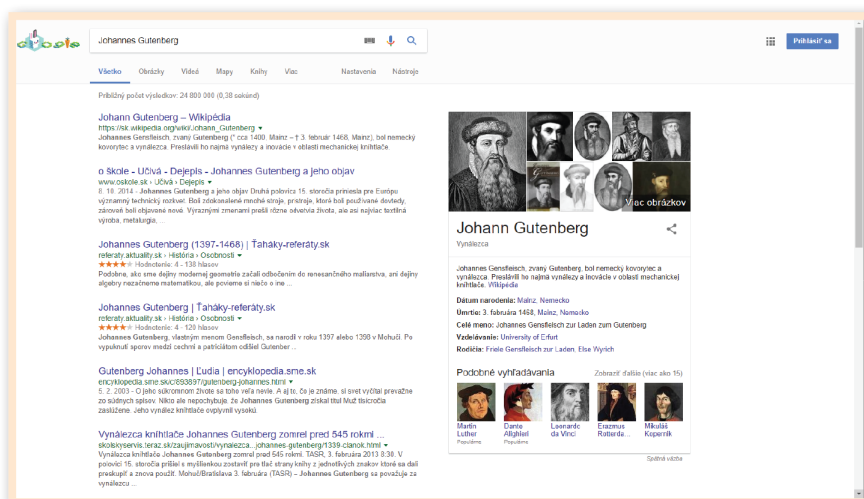 Johannes Gutenberg
Prihlásiť sa
Všetko Obrázky Videá Mapy Knihy Viac Nastavenia Nástroje
Približný počet výsledkov: 24 800 000 (0,38 sekúnd)
Johann Gutenberg – Wikipédia
https://sk.wikipedia.org/wiki/Johann_Gutenberg
Johannes Gensfleisch, zvaný Gutenberg (* cca 1400, Mainz – † 3. február 1468, Mainz), bol nemecký
kovorytec a vynálezca. Preslávili ho najmä vynálezy a inovácie v oblasti mechanickej kníhtlače.
o škole - Učivá - Dejepis - Johannes Gutenberg a jeho objav
www.oskole.sk › Učivá › Dejepis
8. 10. 2014 - Johannes Gutenberg a jeho objav Druhá polovica 15. storočia priniesla pre Európu
významný technický rozkvet. Boli zdokonalené mnohé stroje, prístroje, ktoré boli používané dovtedy,
zároveň boli objavené nové. Výraznými zmenami prešli rôzne odvetvia života, ale asi najviac textilná
výroba, metalurgia, ...
Johannes Gutenberg (1397-1468) | Ťaháky-referáty.sk
referaty.aktuality.sk › História › Osobnosti
Hodnotenie: 4 - 138 hlasov
Podobne, ako sme dejiny modernej geometrie začali odbočením do renesančného maliarstva, ani dejiny
algebry nezačneme matematikou, ale povieme si niečo o ine ...
Johannes Gutenberg | Ťaháky-referáty.sk
referaty.aktuality.sk › História › Osobnosti
Hodnotenie: 4 - 120 hlasov
Johannes Gutenberg, vlastným menom Gensfleisch, sa narodil v roku 1397 alebo 1398 v Mohuči. Po
vypuknutí sporov medzi cechmi a patriciátom odišiel Gutenber ...
Gutenberg Johannes | Ľudia | encyklopedia.sme.sk
encyklopedia.sme.sk/c/693897/gutenberg-johannes.html
5. 2. 2003 - O jeho súkromnom živote sa toho veľa nevie. A aj to, čo je známe, si svet vyčítal prevažne
zo súdnych spisov. Nikto ale nepochybuje, že Johannes Gutenberg získal titul Muž tisícročia
zaslúžene. Jeho vynález kníhtlače ovplyvnil vysokú.
Vynálezca kníhtlače Johannes Gutenberg zomrel pred 545 rokmi ...
skolskyservis.teraz.sk/zaujimavosti/vynalezca...johannes-gutenberg/1339-clanok.html
Vynálezca kníhtlače Johannes Gutenberg zomrel pred 545 rokmi. TASR, 3. februára 2013 8:30. V
polovici 15. storočia prišiel s myšlienkou zostaviť pre tlač strany knihy z jednotlivých znakov ktoré sa dali
preskupiť a znova použiť. Mohuč/Bratislava 3. februára (TASR) – Johannes Gutenberg sa považuje za
vynálezcu ...
Viac obrázkov
Johann Gutenberg
Vynálezca
Johannes Gensfleisch, zvaný Gutenberg, bol nemecký kovorytec a
vynálezca. Preslávili ho najmä vynálezy a inovácie v oblasti mechanickej
kníhtlače. Wikipédia
Dátum narodenia: Mainz, Nemecko
Úmrtie: 3. februára 1468, Mainz, Nemecko
Celé meno: Johannes Gensfleisch zur Laden zum Gutenberg
Vzdelávanie: University of Erfurt
Rodičia: Friele Gensfleisch zur Laden, Else Wyrich
Podobné vyhľadávania Zobraziť ďalšie (viac ako 15)
Martin Luther
Populárne
Dante Alighieri
Populárne
Leonardo da Vinci
Erazmus Rotterda...
Mikuláš Kopernik
Spätná väzba